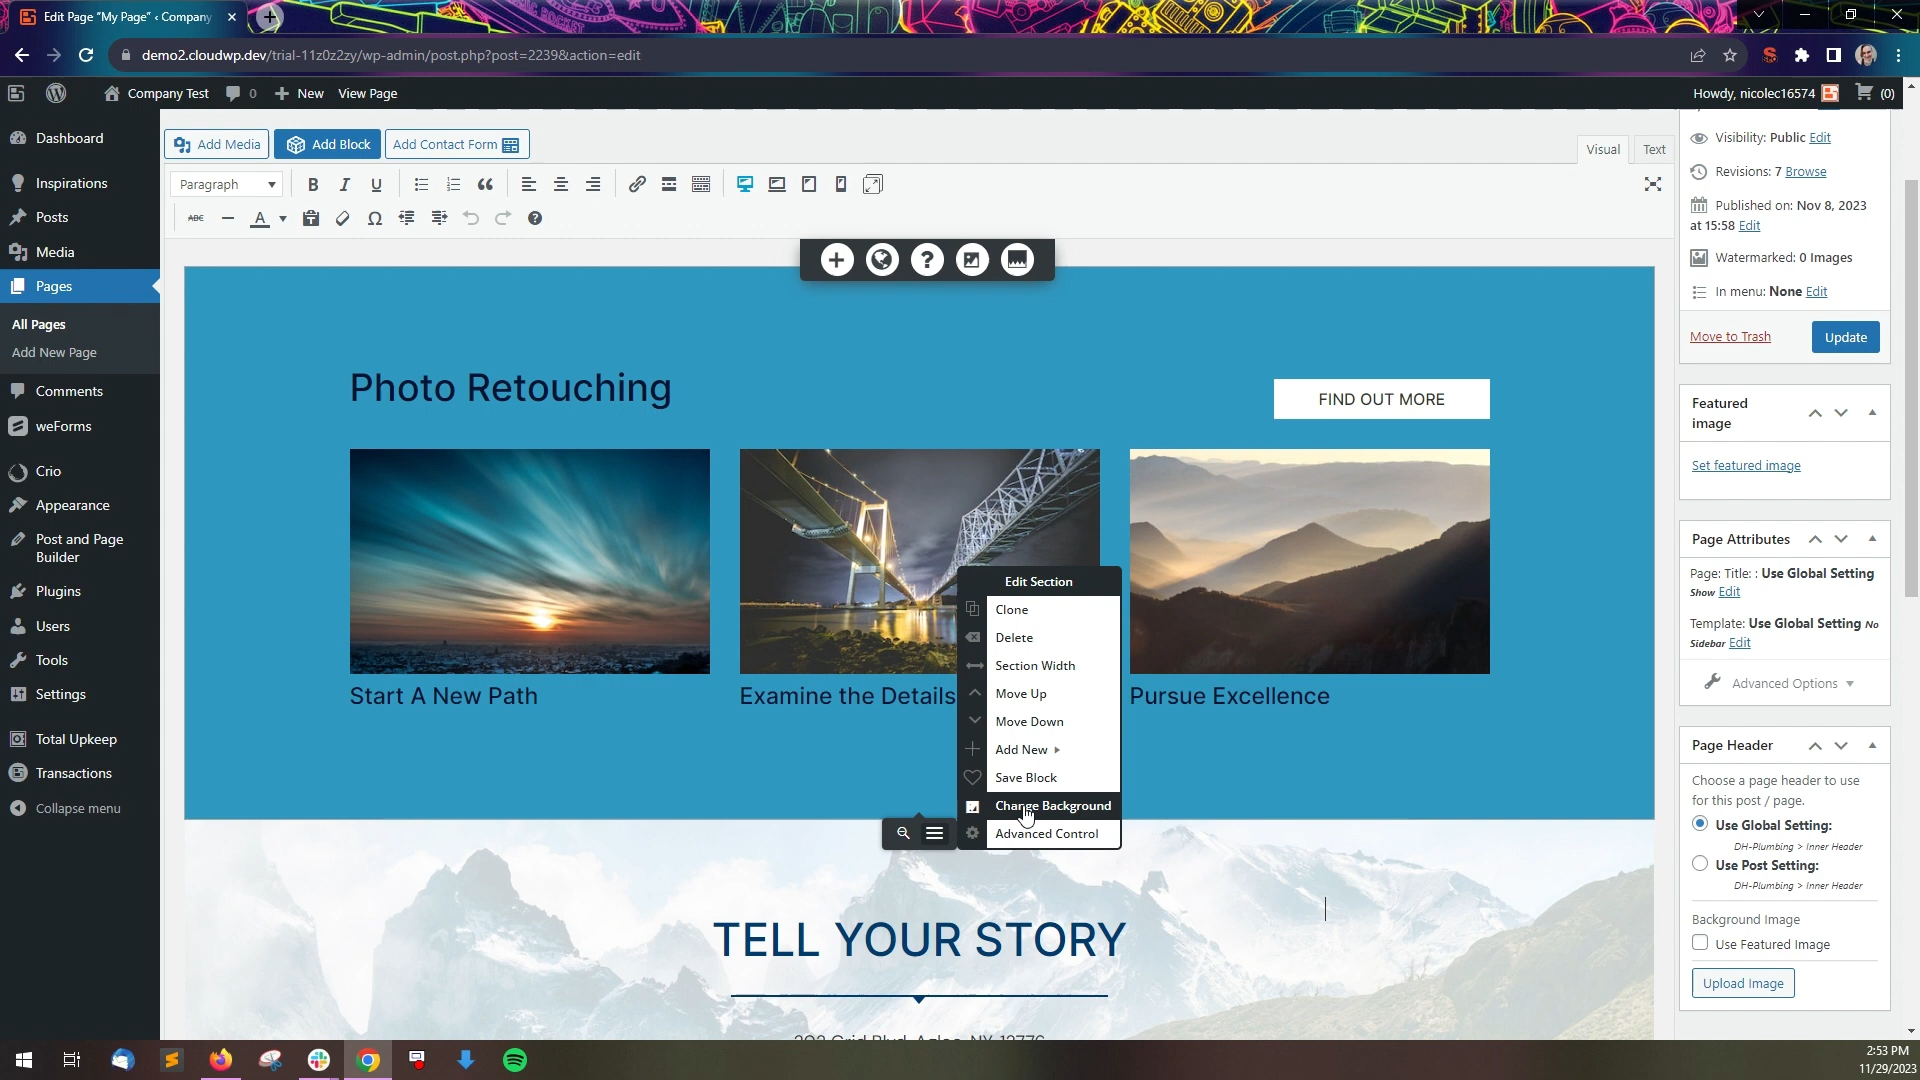 Edit Page "My Page" ‹ Company
demo2.cloudwp.dev/trial-11z0z2zy/wp-admin/post.php?post=2239&action=edit
Company Test
0
New
View Page
Howdy, nicolec16574
(0)
Dashboard
Inspirations
Posts
Media
Pages
All Pages
Add New Page
Comments
weForms
Crio
Appearance
Post and Page
Builder
Plugins
Users
Tools
Settings
Total Upkeep
Transactions
Collapse menu
Add Media
Add Block
Add Contact Form
Visual
Text
Paragraph
B I U
ABC
A
Photo Retouching
FIND OUT MORE
Start A New Path
Examine the Details
Pursue Excellence
Edit Section
Clone
Delete
Section Width
Move Up
Move Down
Add New
Save Block
Change Background
Advanced Control
TELL YOUR STORY
Visibility: Public Edit
Revisions: 7 Browse
Published on: Nov 8, 2023
at 15:58 Edit
Watermarked: 0 Images
In menu: None Edit
Move to Trash
Update
Featured
image
Set featured image
Page Attributes
Page: Title: : Use Global Setting
Show Edit
Template: Use Global Setting No
Sidebar Edit
Advanced Options
Page Header
Choose a page header to use
for this post / page.
Use Global Setting:
DH-Plumbing > Inner Header
Use Post Setting:
DH-Plumbing > Inner Header
Background Image
Use Featured Image
Upload Image
2:53 PM
11/29/2023